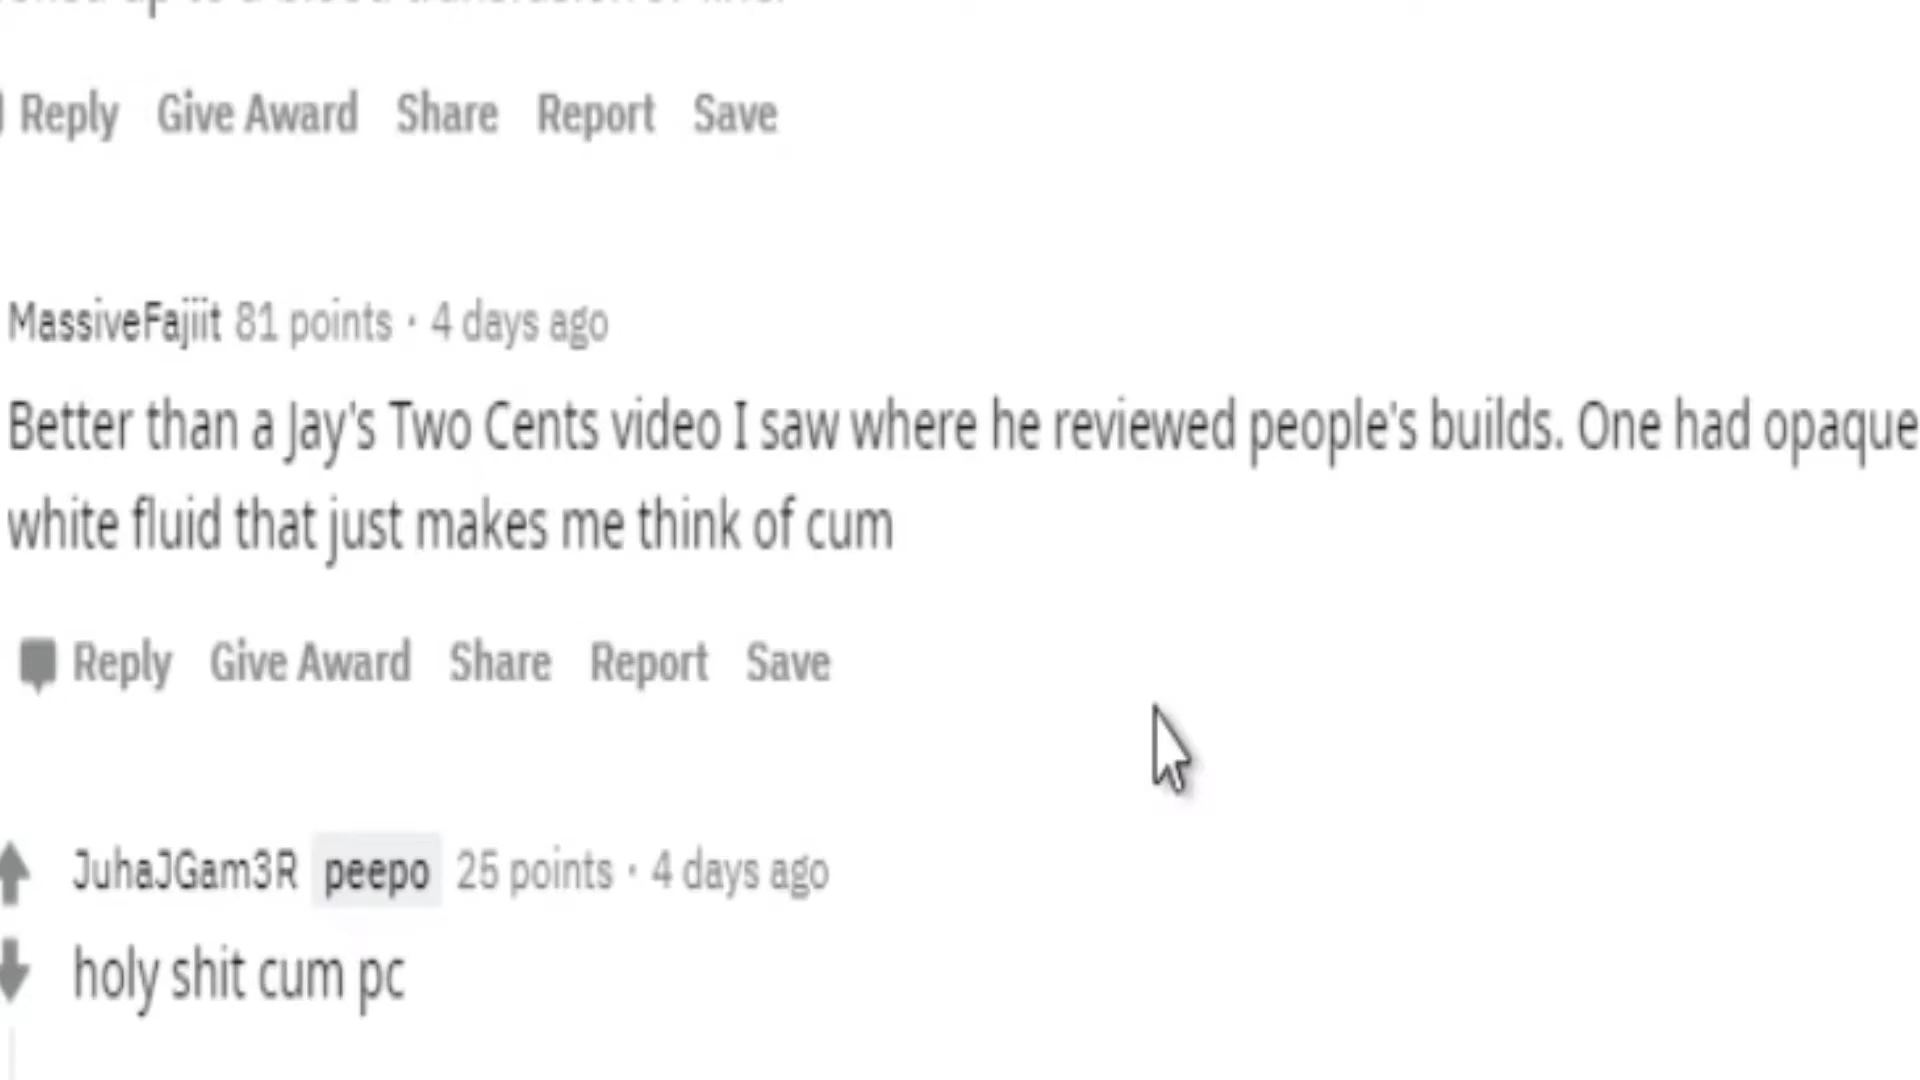 Reply Give Award Share Report Save
MassiveFajiit 81 points · 4 days ago
Better than a Jay's Two Cents video I saw where he reviewed people's builds. One had opaque
white fluid that just makes me think of cum
Reply Give Award Share Report Save
JuhaJGam3R peepo 25 points · 4 days ago
holy shit cum pc